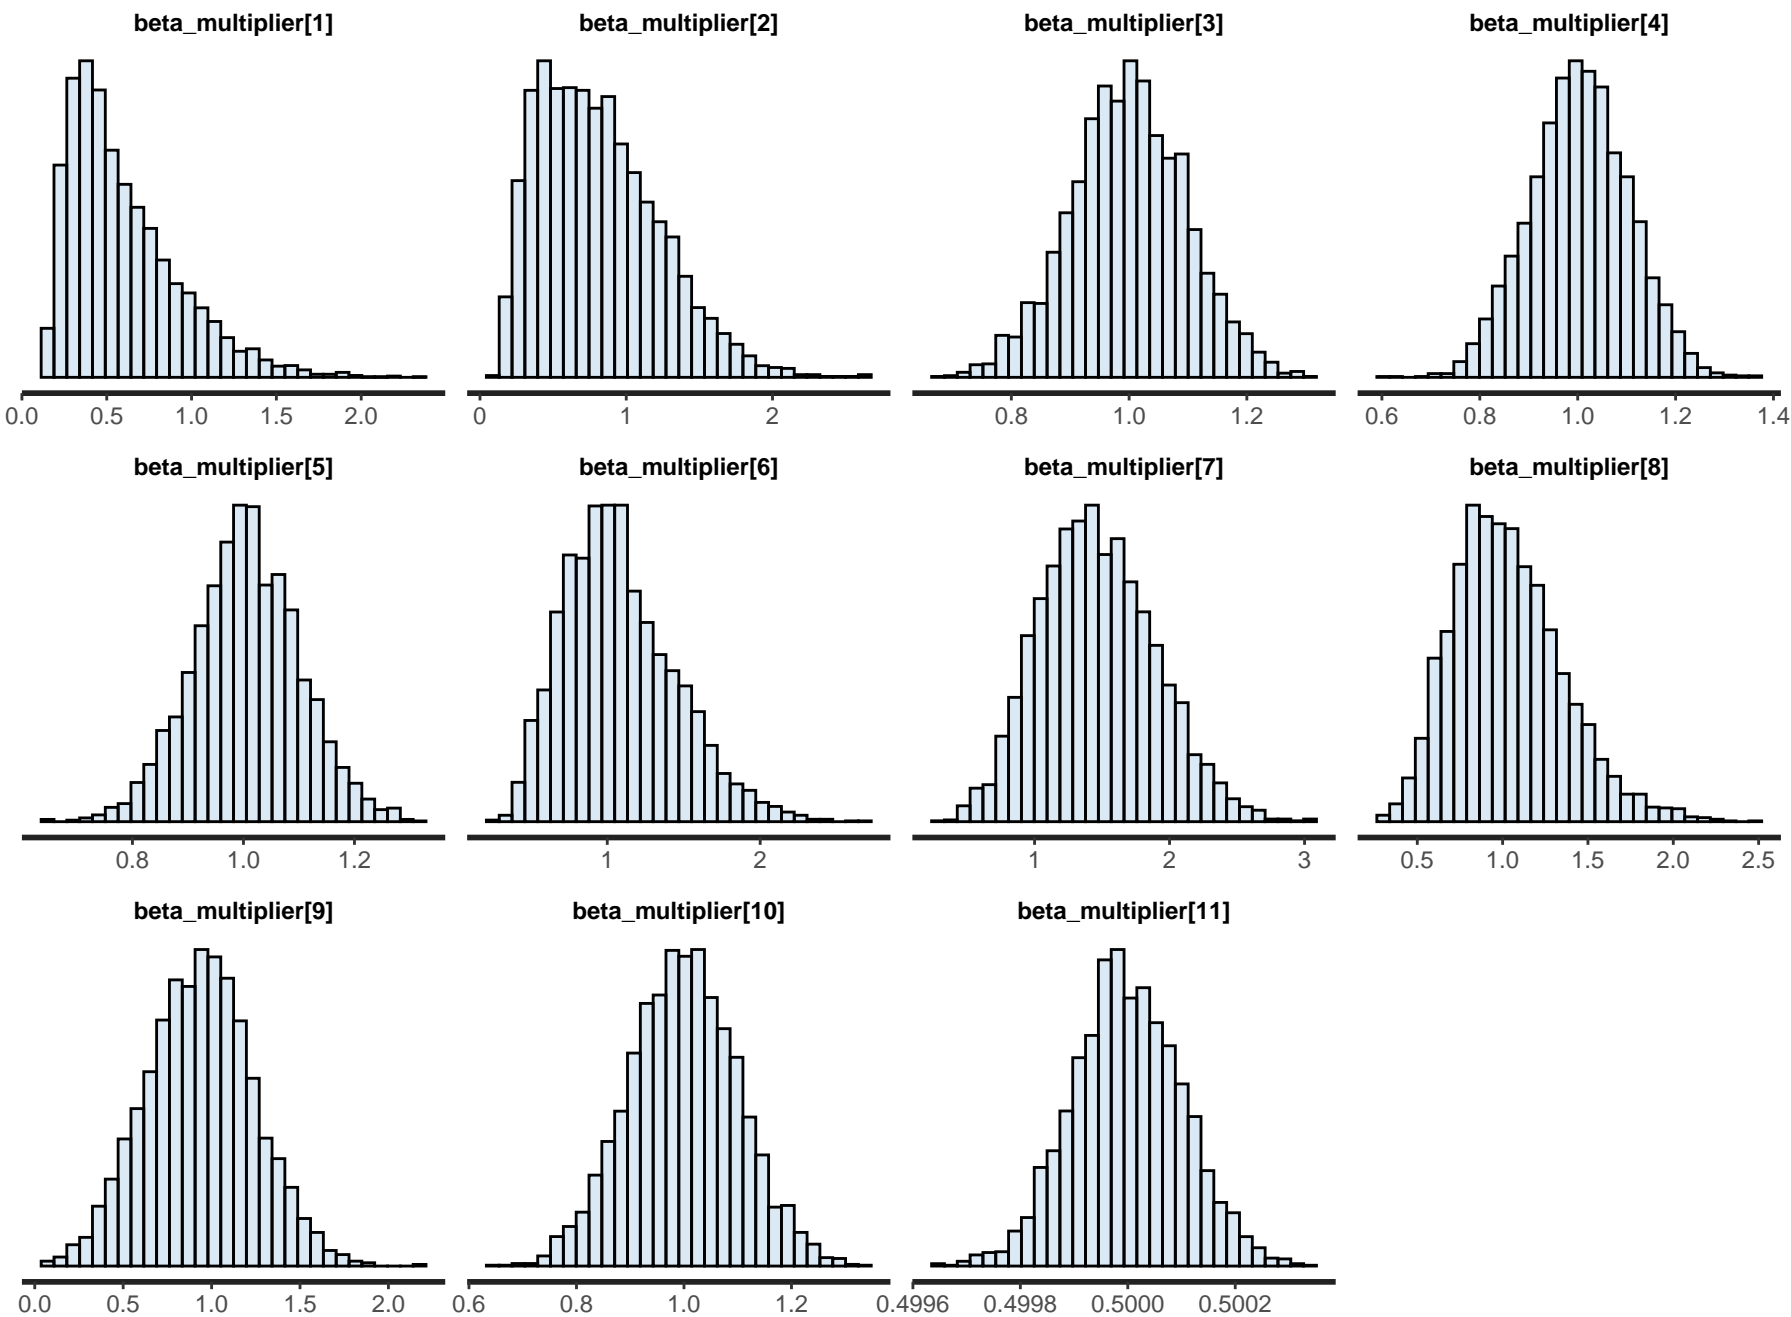 beta_multiplier[1] beta_multiplier[2] beta_multiplier[3] beta_multiplier[4]
0.0 0.5 1.0 1.5 2.0 0 1 2 0.8 1.0 1.2 0.6 0.8 1.0 1.2 1.4
beta_multiplier[5] beta_multiplier[6] beta_multiplier[7] beta_multiplier[8]
0.8 1.0 1.2 1 2 1 2 3 0.5 1.0 1.5 2.0 2.5
beta_multiplier[9] beta_multiplier[10] beta_multiplier[11]
0.0 0.5 1.0 1.5 2.0 0.6 0.8 1.0 1.2 0.4996 0.4998 0.5000 0.5002